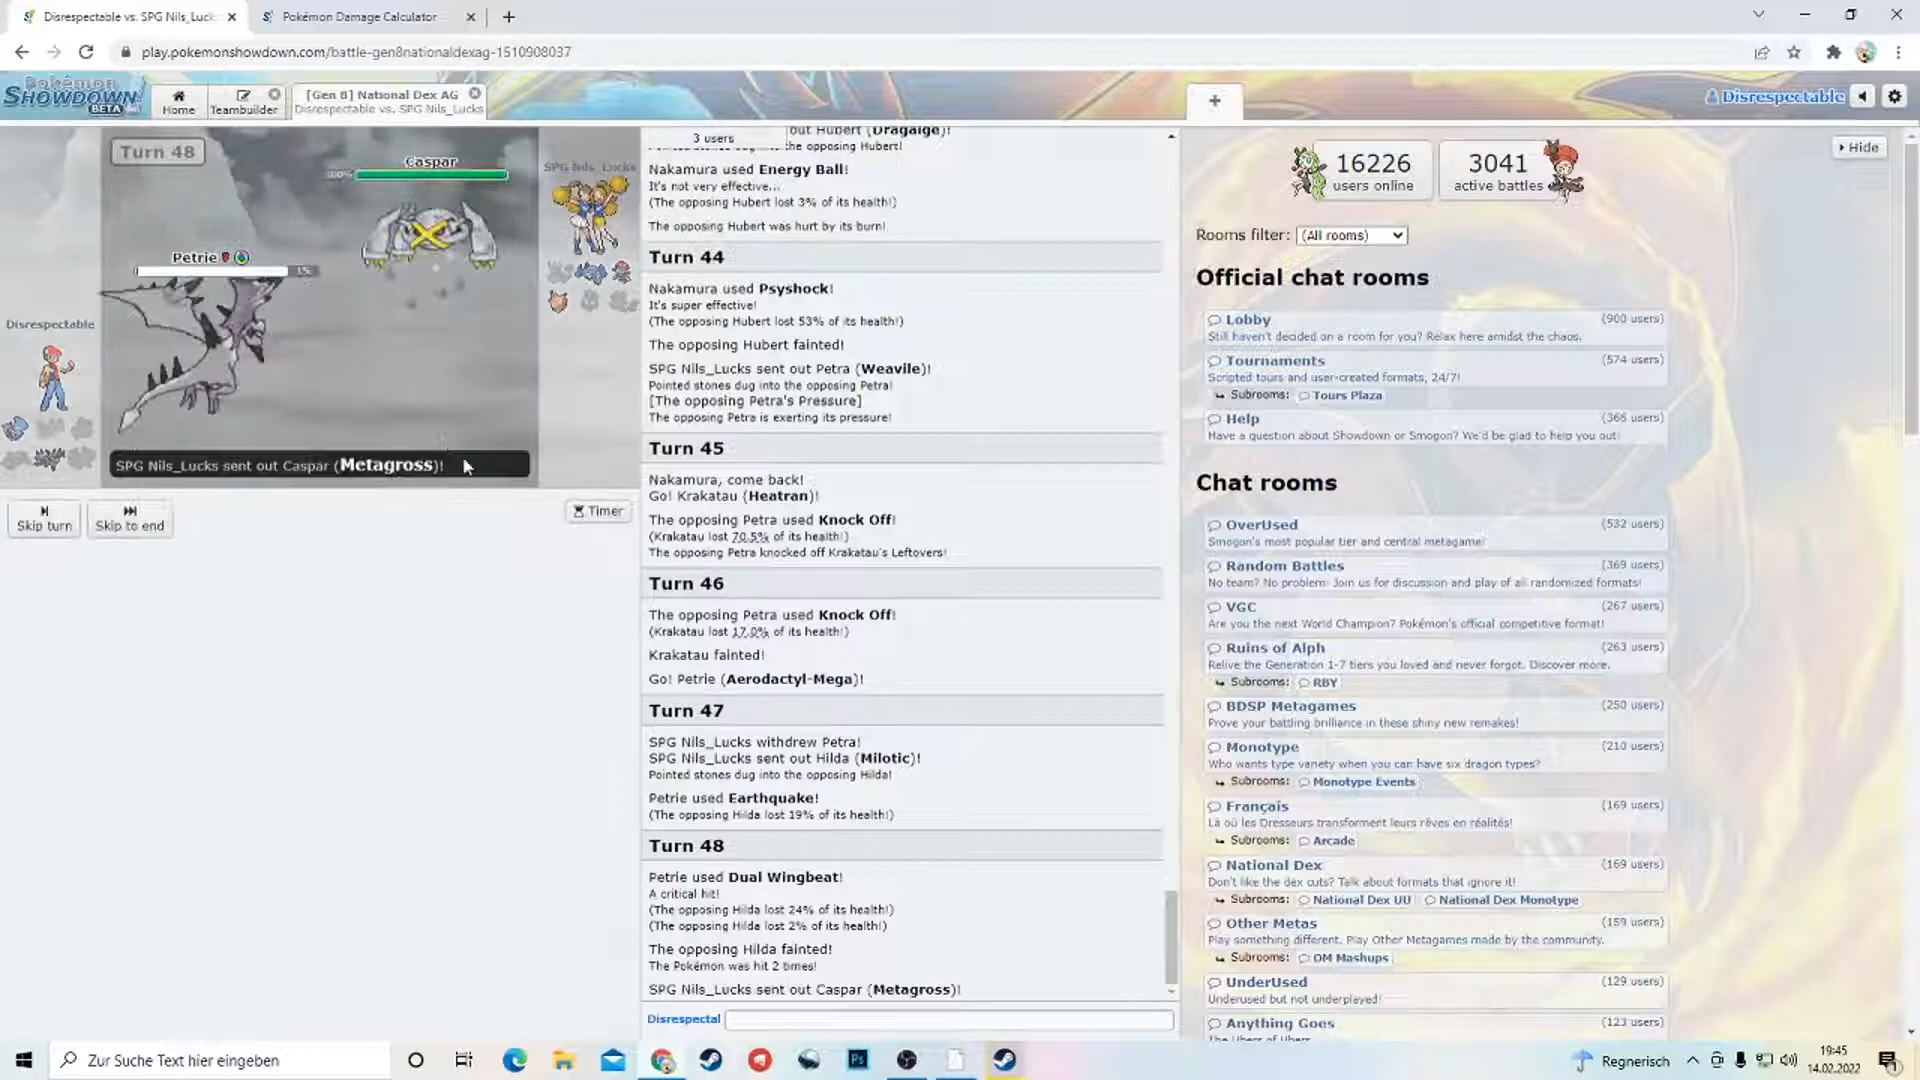 Disrespectable vs. SPG Nils_Luck
Pokémon Damage Calculator
play.pokemonshowdown.com/battle-gen8nationaldexag-1510908037
Pokémon
SHOWDOWN
BETA
Home
Teambuilder
[Gen 8] National Dex AG
Disrespectable vs. SPG Nils_Lucks
Disrespectable
Turn 48
Caspar
100%
Petrie
1%
SPG Nils_Lucks
Disrespectable
SPG Nils_Lucks sent out Caspar (Metagross)!
Skip turn
Skip to end
Timer
3 users
out Hubert (Dragalge)!
the opposing Hubert!
Nakamura used Energy Ball!
It's not very effective...
(The opposing Hubert lost 3% of its health!)
The opposing Hubert was hurt by its burn!
Turn 44
Nakamura used Psyshock!
It's super effective!
(The opposing Hubert lost 53% of its health!)
The opposing Hubert fainted!
SPG Nils_Lucks sent out Petra (Weavile)!
Pointed stones dug into the opposing Petra!
[The opposing Petra's Pressure]
The opposing Petra is exerting its pressure!
Turn 45
Nakamura, come back!
Go! Krakatau (Heatran)!
The opposing Petra used Knock Off!
(Krakatau lost 70.5% of its health!)
The opposing Petra knocked off Krakatau's Leftovers!
Turn 46
The opposing Petra used Knock Off!
(Krakatau lost 17.0% of its health!)
Krakatau fainted!
Go! Petrie (Aerodactyl-Mega)!
Turn 47
SPG Nils_Lucks withdrew Petra!
SPG Nils_Lucks sent out Hilda (Milotic)!
Pointed stones dug into the opposing Hilda!
Petrie used Earthquake!
(The opposing Hilda lost 19% of its health!)
Turn 48
Petrie used Dual Wingbeat!
A critical hit!
(The opposing Hilda lost 24% of its health!)
(The opposing Hilda lost 2% of its health!)
The opposing Hilda fainted!
The Pokémon was hit 2 times!
SPG Nils_Lucks sent out Caspar (Metagross)!
Disrespectal
Hide
16226
users online
3041
active battles
Rooms filter: (All rooms)
Official chat rooms
Lobby (900 users)
Still haven't decided on a room for you? Relax here amidst the chaos.
Tournaments (574 users)
Scripted tours and user-created formats, 24/7!
Subrooms: Tours Plaza
Help (366 users)
Have a question about Showdown or Smogon? We'd be glad to help you out!
Chat rooms
OverUsed (532 users)
Smogon's most popular tier and central metagame!
Random Battles (369 users)
No team? No problem! Join us for discussion and play of all randomized formats!
VGC (267 users)
Are you the next World Champion? Pokémon's official competitive format!
Ruins of Alph (263 users)
Relive the Generation 1-7 tiers you loved and never forgot. Discover more.
Subrooms: RBY
BDSP Metagames (250 users)
Prove your battling brilliance in these shiny new remakes!
Monotype (210 users)
Who wants type variety when you can have six dragon types?
Subrooms: Monotype Events
Français (169 users)
Là où les Dresseurs transforment leurs rêves en réalités!
Subrooms: Arcade
National Dex (169 users)
Don't like the dex cuts? Talk about formats that ignore it!
Subrooms: National Dex UU National Dex Monotype
Other Metas (159 users)
Play something different. Play Other Metagames made by the community.
Subrooms: OM Mashups
UnderUsed (129 users)
Underused but not underplayed!
Anything Goes (123 users)
Zur Suche Text hier eingeben
Ps
Regnerisch
19:45
14.02.2022